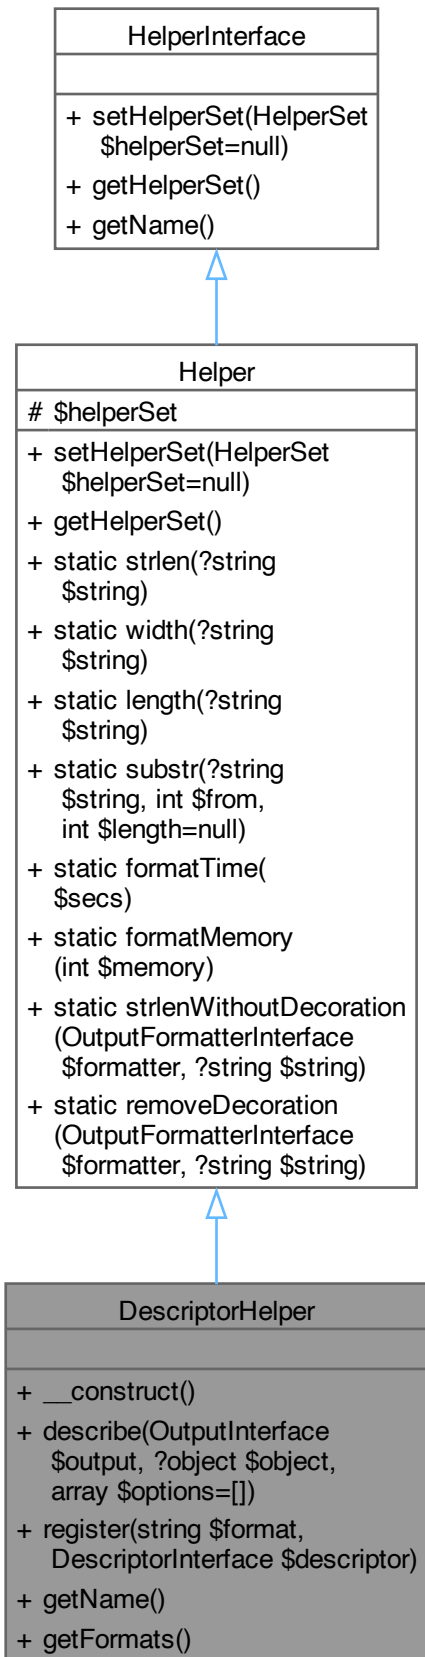 HelperInterface
+ setHelperSet(HelperSet
$helperSet=null)
+ getHelperSet()
+ getName()
Helper
# $helperSet
+ setHelperSet(HelperSet
$helperSet=null)
+ getHelperSet()
+ static strlen(?string
$string)
+ static width(?string
$string)
+ static length(?string
$string)
+ static substr(?string
$string, int $from,
int $length=null)
+ static formatTime(
$secs)
+ static formatMemory
(int $memory)
+ static strlenWithoutDecoration
(OutputFormatterInterface
$formatter, ?string $string)
+ static removeDecoration
(OutputFormatterInterface
$formatter, ?string $string)
DescriptorHelper
+ __construct()
+ describe(OutputInterface
$output, ?object $object,
array $options=[])
+ register(string $format,
DescriptorInterface $descriptor)
+ getName()
+ getFormats()